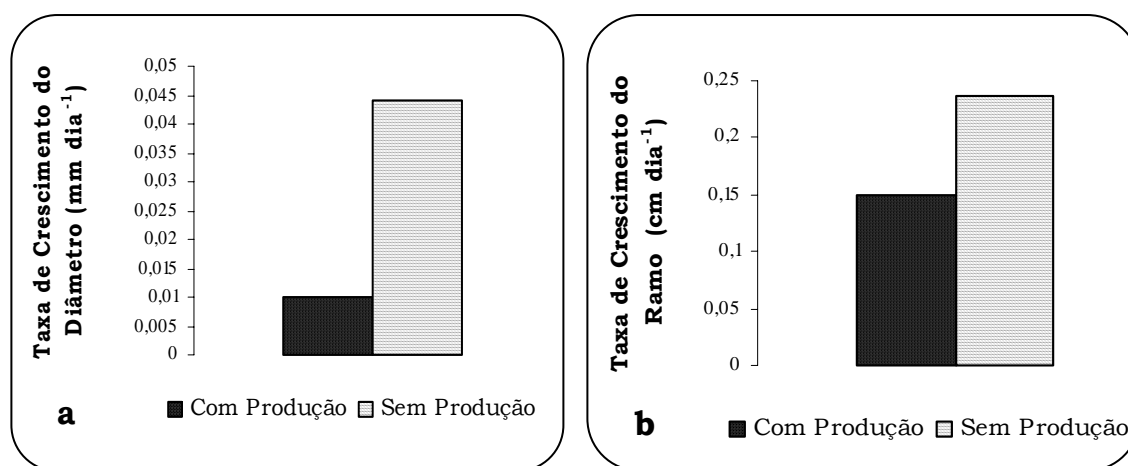 Taxa de Crescimento do
Diâmetro (mm dia⁻¹)
0,05
0,045
0,04
0,035
0,03
0,025
0,02
0,015
0,01
0,005
0
Com Produção Sem Produção
a
Taxa de Crescimento do
Ramo (cm dia⁻¹)
0,25
0,2
0,15
0,1
0,05
0
Com Produção Sem Produção
b